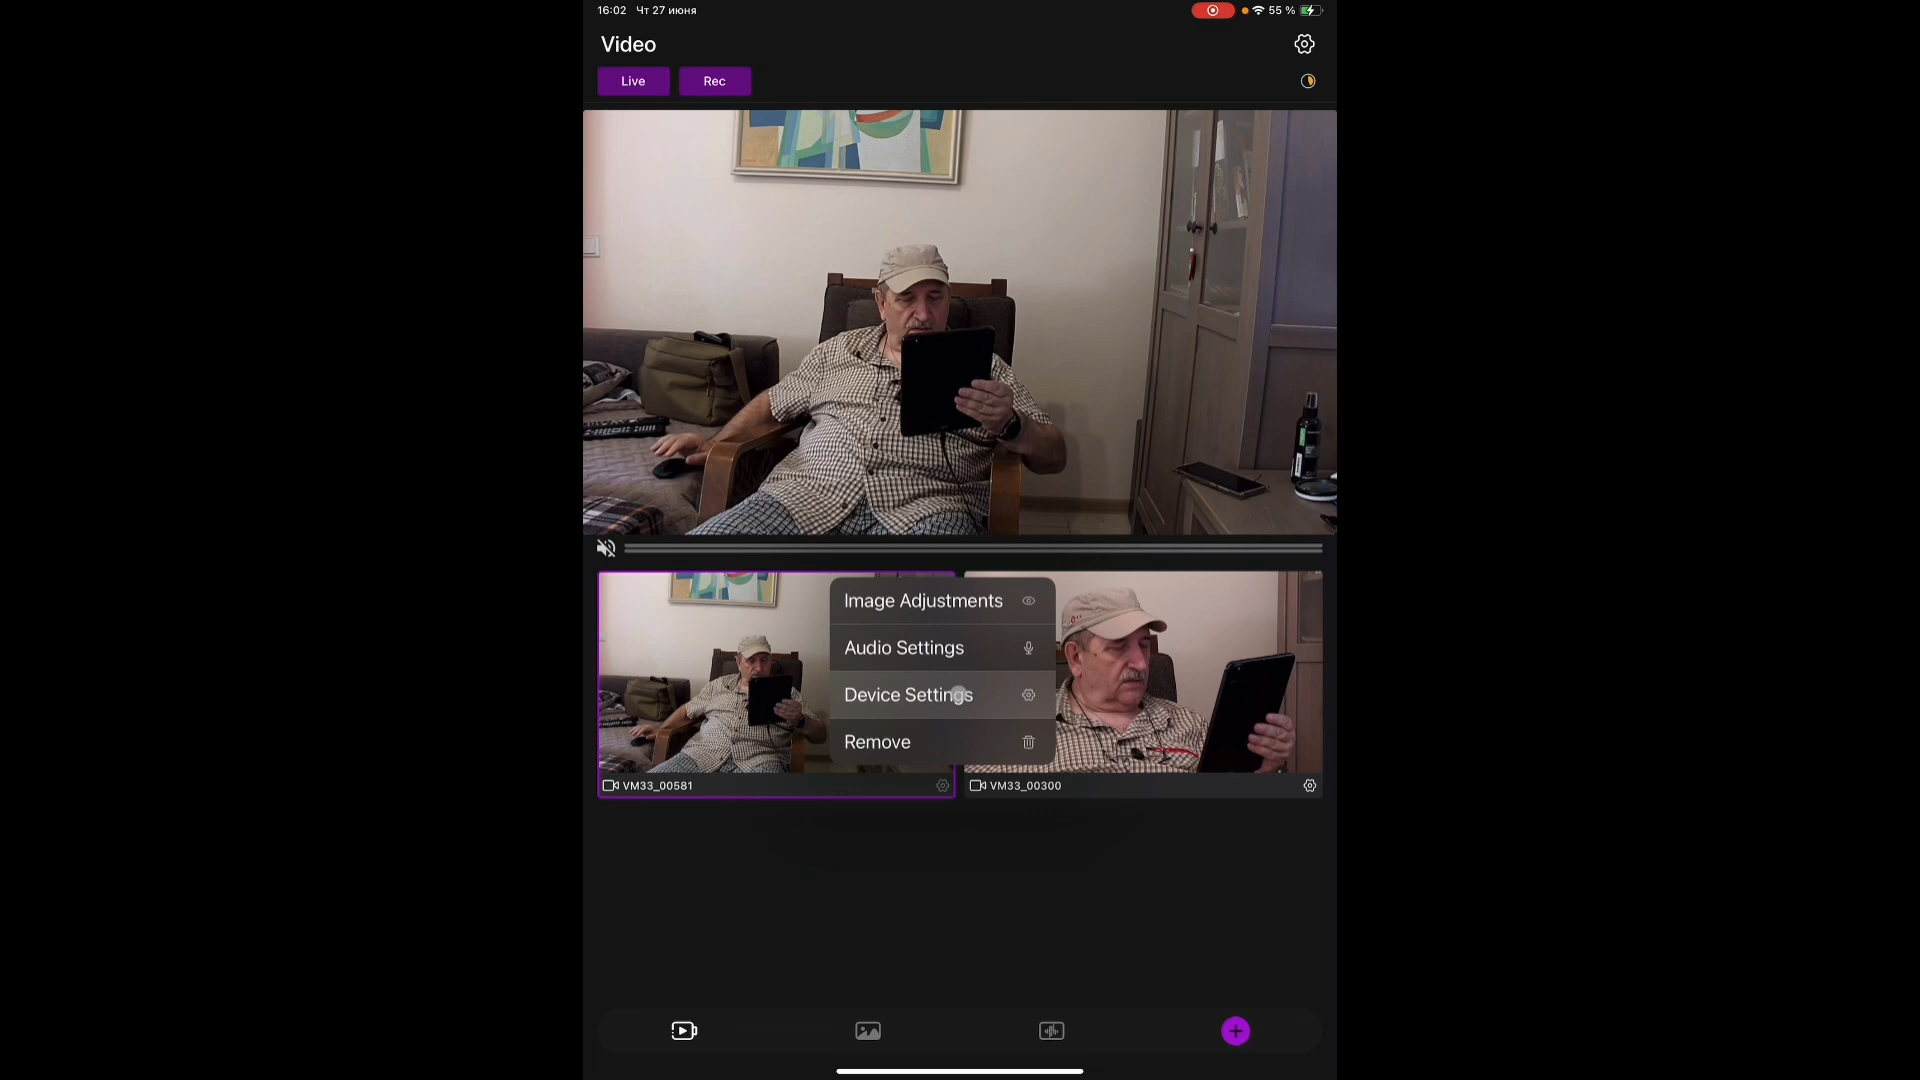 16:02 Чт 27 июня
55 %
Video
Live
Rec
Image Adjustments
Audio Settings
Device Settings
Remove
VM33_00581
VM33_00300